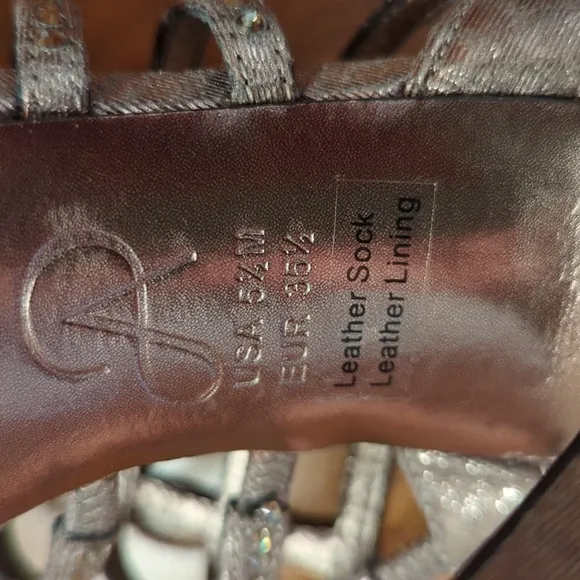 USA 5½M
EUR 35½
Leather Sock
Leather Lining